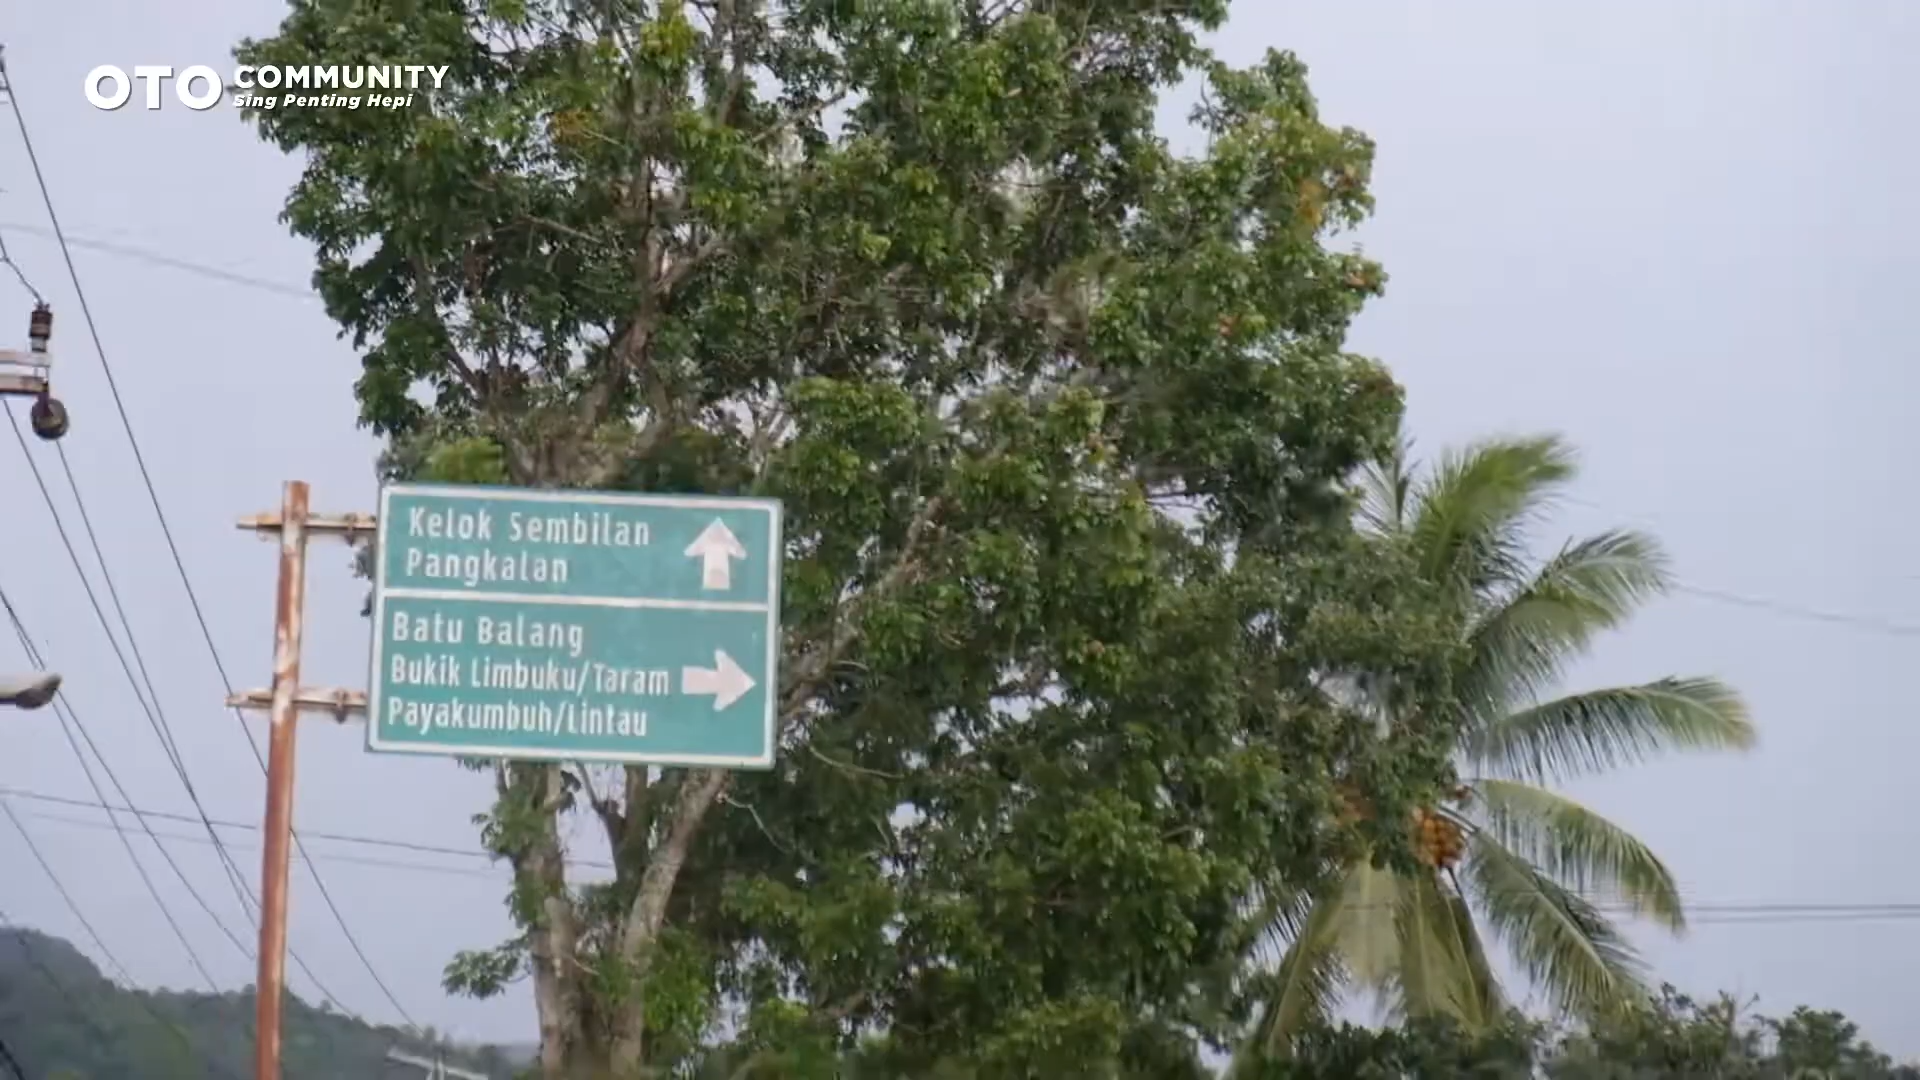 OTO COMMUNITY
Sing Penting Hepi
Kelok Sembilan
Pangkalan
Batu Balang
Bukik Limbuku/Taram
Payakumbuh/Lintau